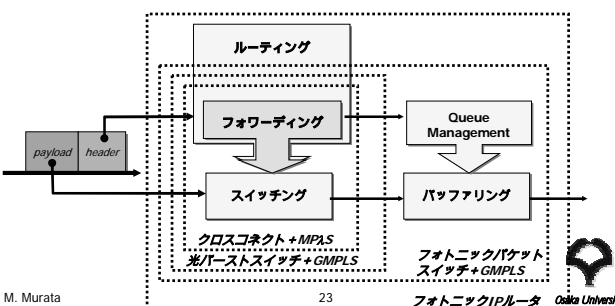 ルーティング
フォワーディング
Queue
Management
payload
header
スイッチング
バッファリング
クロスコネクト+MPλS
光バーストスイッチ+GMPLS
フォトニックパケット
スイッチ+GMPLS
M. Murata
23
フォトニックIPルータ
Osaka Univers